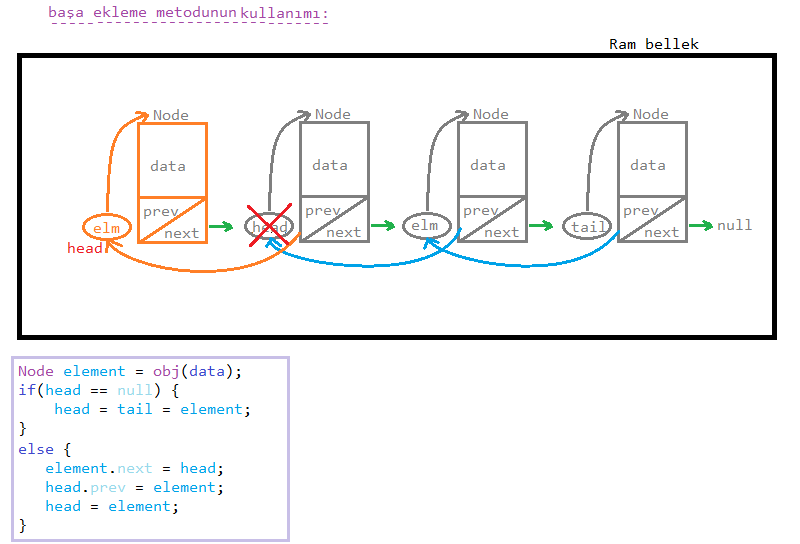 başa ekleme metodunun kullanımı:
Ram bellek
Node Node Node Node
data data data data
prev prev prev prev
elm head elm tail null
next next next next
head
Node element = obj(data);
if(head == null) {
    head = tail = element;
}
else {
   element.next = head;
   head.prev = element;
   head = element;
}